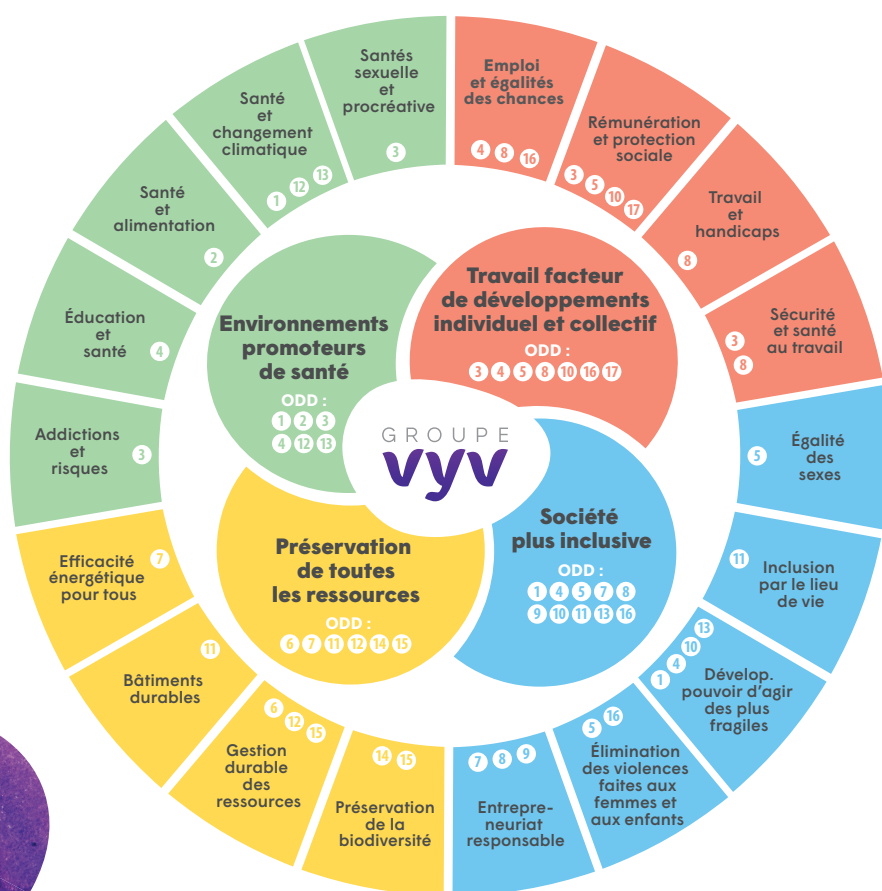 Santés
sexuelle
et
procréative
3
Emploi
et égalités
des chances
4 8 16
Rémunération
et protection
sociale
3 5 10 17
Travail
et
handicaps
8
Sécurité
et santé
au travail
3
8
Égalité
des
sexes
5
Inclusion
par le lieu
de vie
11
Dévelop.
pouvoir d'agir
des plus
fragiles
1 4 10 13
Élimination
des violences
faites aux
femmes et
aux enfants
5 16
Entrepre-
neuriat
responsable
7 8 9
Préservation
de la
biodiversité
14 15
Gestion
durable
des
ressources
6 12 15
Bâtiments
durables
11
Efficacité
énergétique
pour tous
7
Addictions
et
risques
3
Éducation
et
santé
4
Santé
et
alimentation
2
Santé
et
changement
climatique
1 12 13
Environnements
promoteurs
de santé
ODD :
1 2 3
4 12 13
Travail facteur
de développements
individuel et collectif
ODD :
3 4 5 8 10 16 17
GROUPE
vyv
Société
plus inclusive
ODD :
1 4 5 7 8
9 10 11 13 16
Préservation
de toutes
les ressources
ODD :
6 7 11 12 14 15